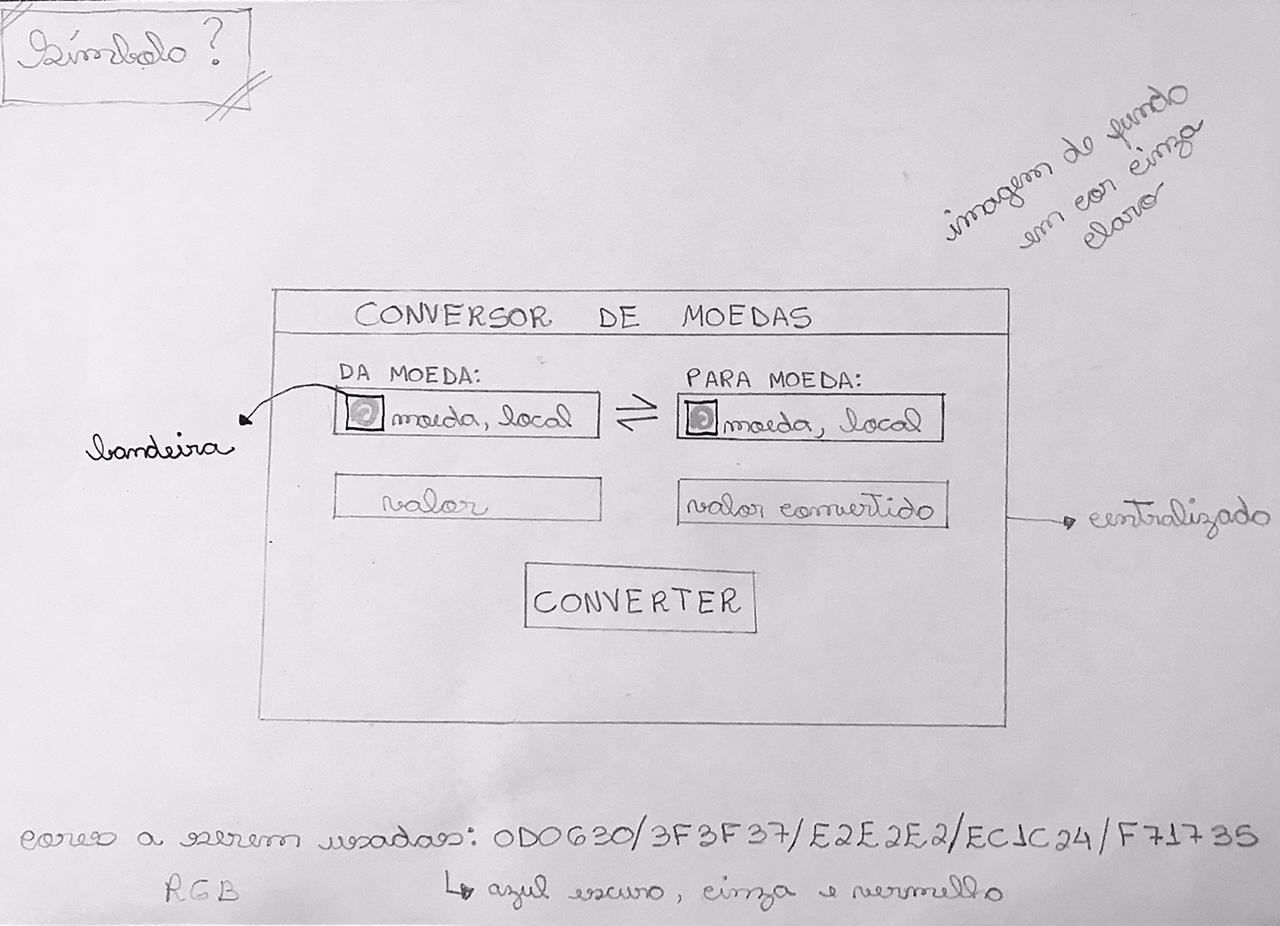 Símbolo?
imagem de fundo
em cor cinza
claro
CONVERSOR DE MOEDAS
DA MOEDA:
PARA MOEDA:
moeda, local
moeda, local
bandeira
valor
valor convertido
centralizado
CONVERTER
cores a serem usadas: 0D0630/3F3F37/E2E2E2/EC1C24/F71735
RGB
azul escuro, cinza e vermelho